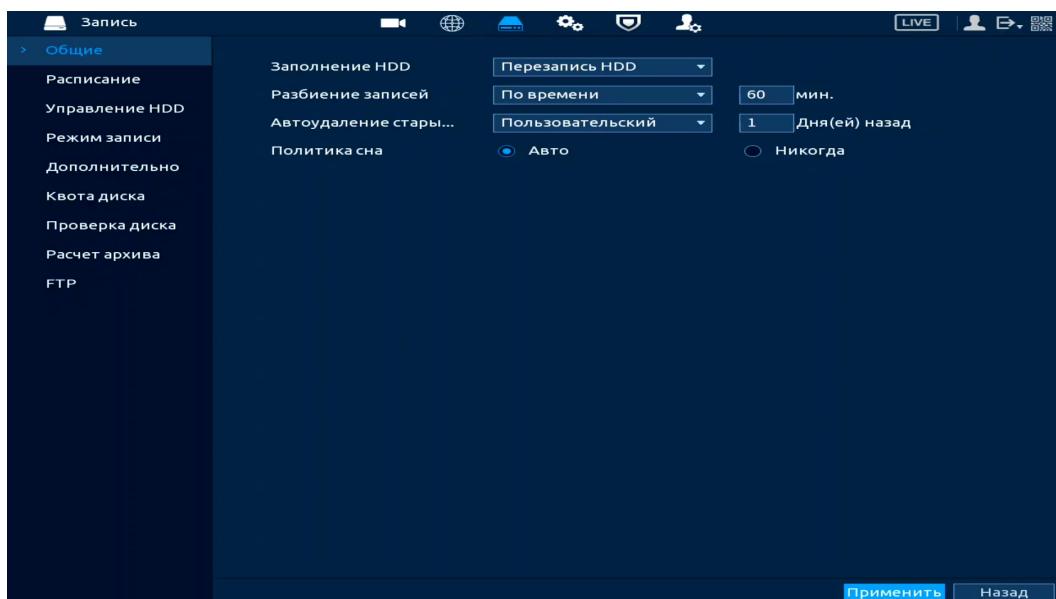 Запись LIVE
Общие
Расписание
Управление HDD
Режим записи
Дополнительно
Квота диска
Проверка диска
Расчет архива
FTP
Заполнение HDD Перезапись HDD
Разбиение записей По времени 60 мин.
Автоудаление стары... Пользовательский 1 Дня(ей) назад
Политика сна Авто Никогда
Применить Назад